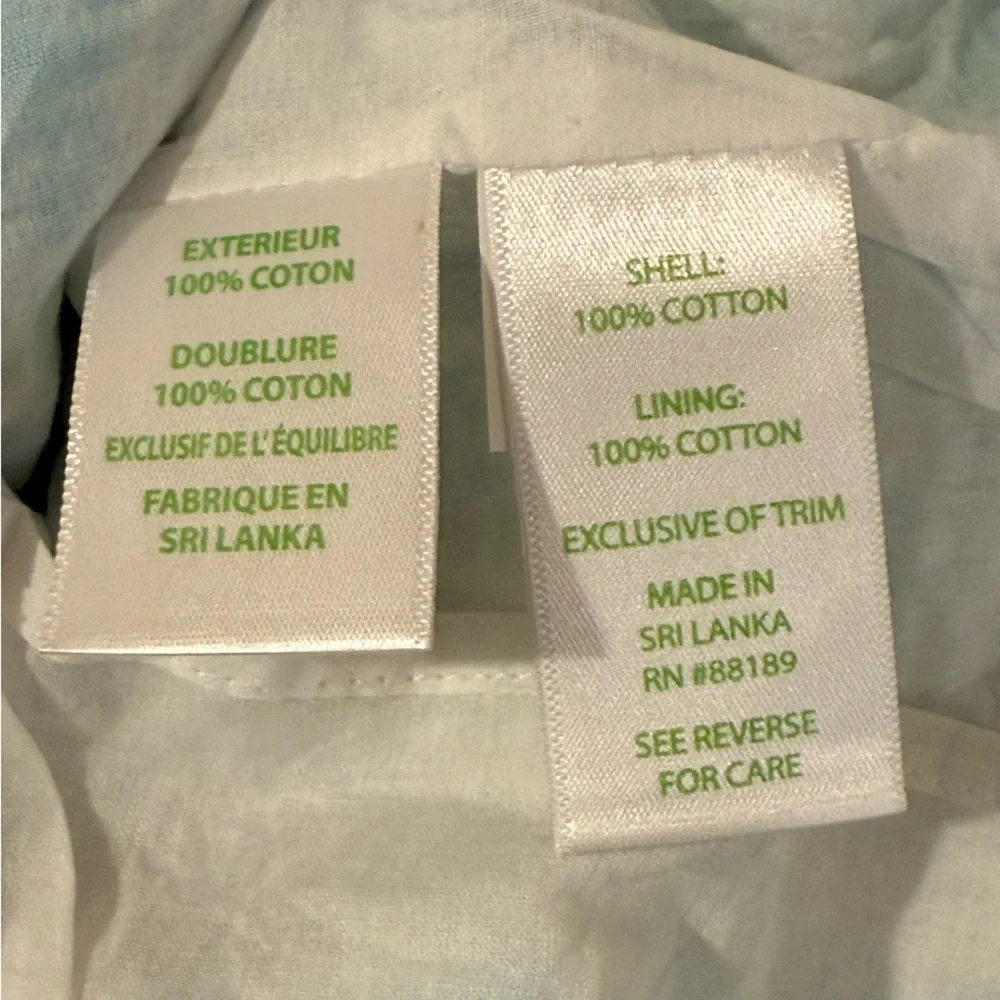 EXTERIEUR
100% COTON
DOUBLURE
100% COTON
EXCLUSIF DE L'ÉQUILIBRE
FABRIQUE EN
SRI LANKA
SHELL:
100% COTTON
LINING:
100% COTTON
EXCLUSIVE OF TRIM
MADE IN
SRI LANKA
RN #88189
SEE REVERSE
FOR CARE